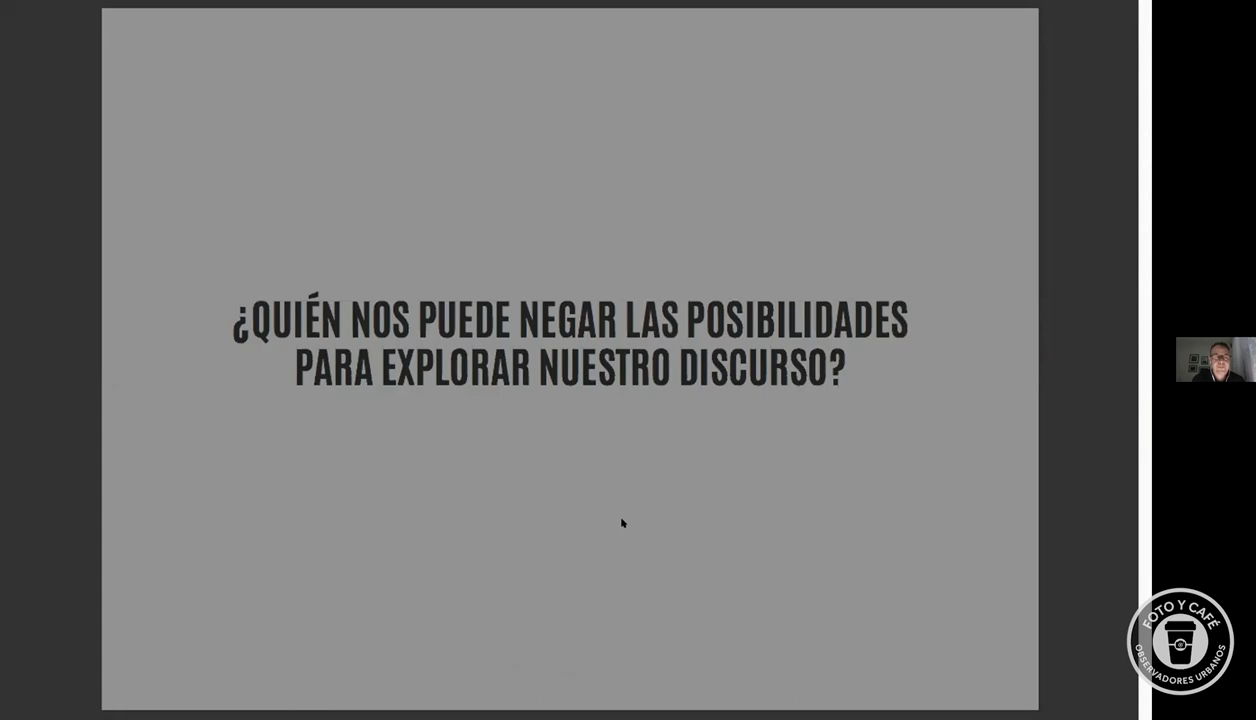 ¿QUIÉN NOS PUEDE NEGAR LAS POSIBILIDADES
PARA EXPLORAR NUESTRO DISCURSO?
FOTO Y CAFÉ
OBSERVADORES URBANOS